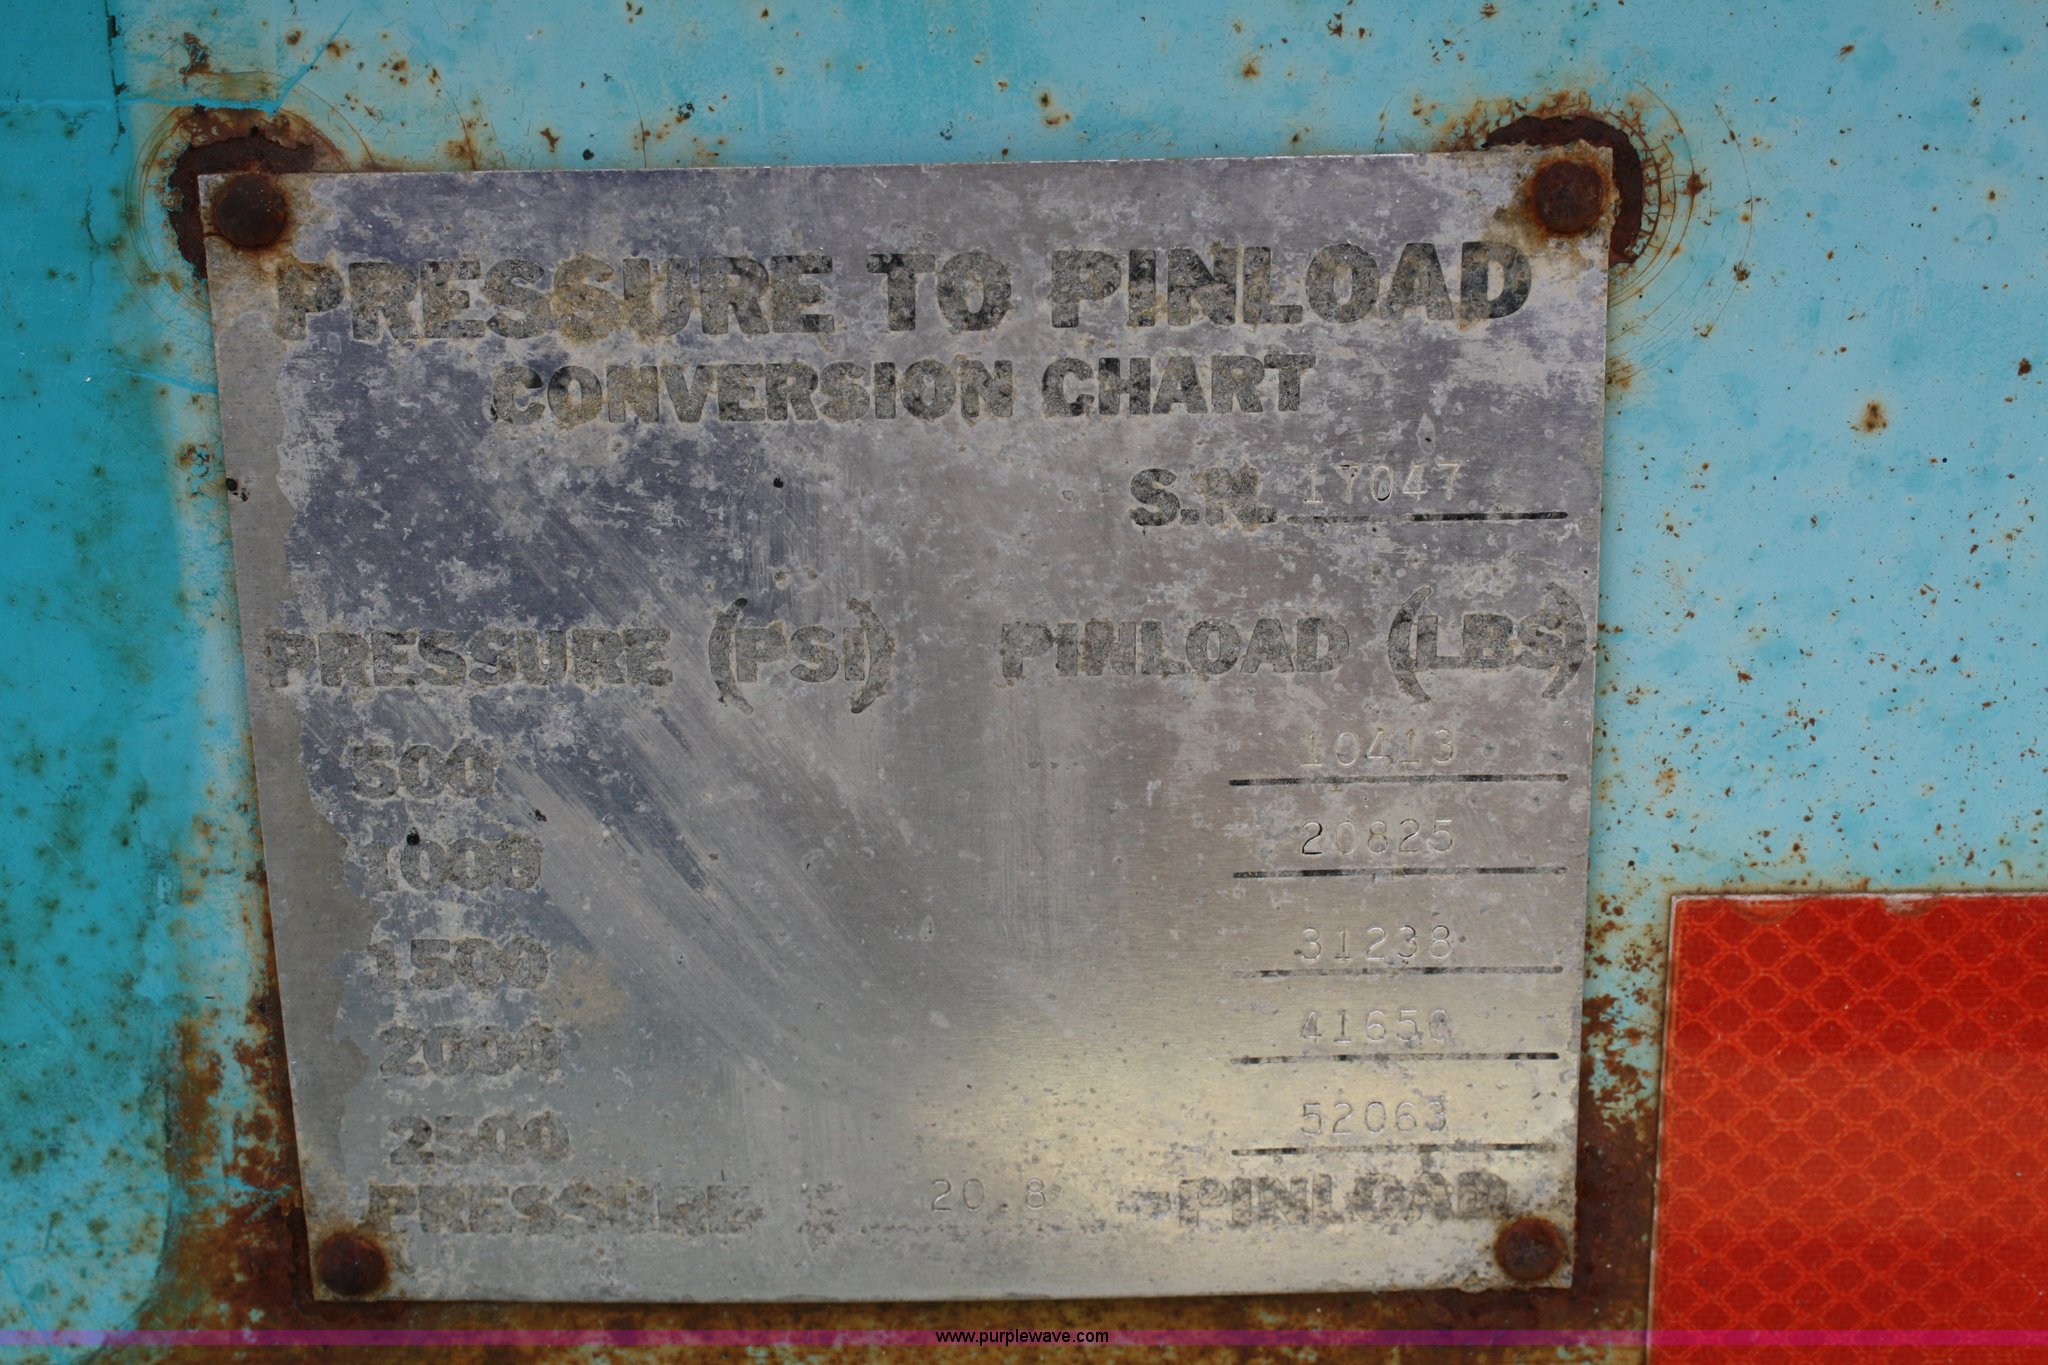 PRESSURE TO PINLOAD
CONVERSION CHART
S.N. 17047
PRESSURE (PSI) PINLOAD (LBS)
500 10413
1000 20825
1500 31238
2000 41650
2500 52063
PRESSURE X 20.8 = PINLOAD
www.purplewave.com